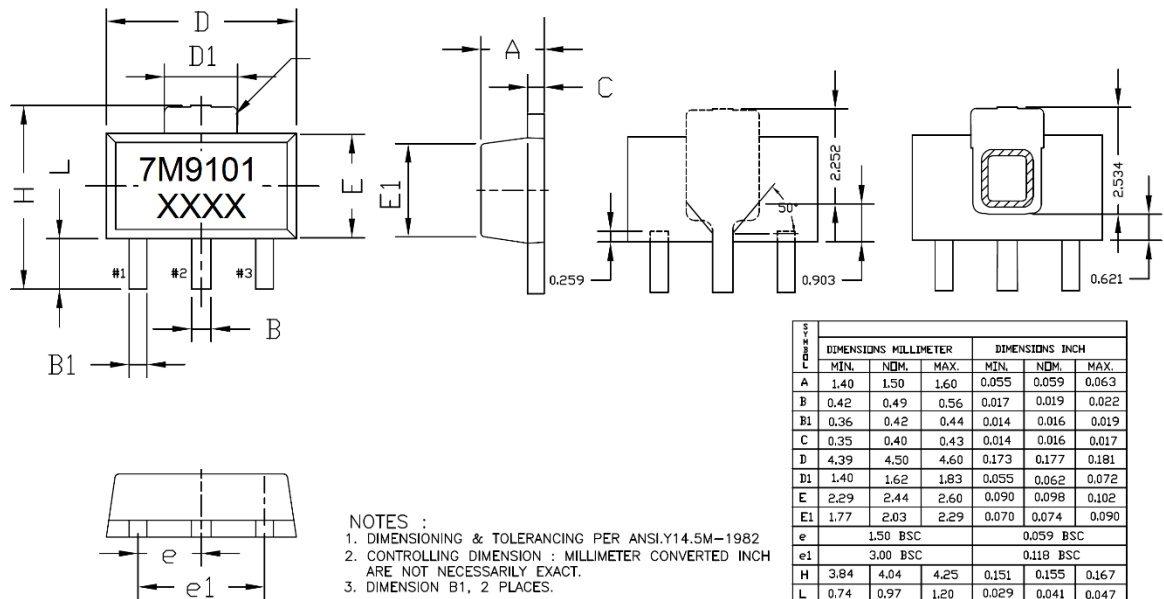 D
D1
A
C
H
L
7M9101
XXXX
E
E1
#1
#2
#3
B
B1
2.252
50°
0.259
0.903
2.534
0.621
e
e1
NOTES :
1. DIMENSIONING & TOLERANCING PER ANSI.Y14.5M-1982
2. CONTROLLING DIMENSION : MILLIMETER CONVERTED INCH
ARE NOT NECESSARILY EXACT.
3. DIMENSION B1, 2 PLACES.
SYMBOL DIMENSIONS MILLIMETER DIMENSIONS INCH
MIN. NOM. MAX. MIN. NOM. MAX.
A 1.40 1.50 1.60 0.055 0.059 0.063
B 0.42 0.49 0.56 0.017 0.019 0.022
B1 0.36 0.42 0.44 0.014 0.016 0.019
C 0.35 0.40 0.43 0.014 0.016 0.017
D 4.39 4.50 4.60 0.173 0.177 0.181
D1 1.40 1.62 1.83 0.055 0.062 0.072
E 2.29 2.44 2.60 0.090 0.098 0.102
E1 1.77 2.03 2.29 0.070 0.074 0.090
e 1.50 BSC 0.059 BSC
e1 3.00 BSC 0.118 BSC
H 3.84 4.04 4.25 0.151 0.155 0.167
L 0.74 0.97 1.20 0.029 0.041 0.047